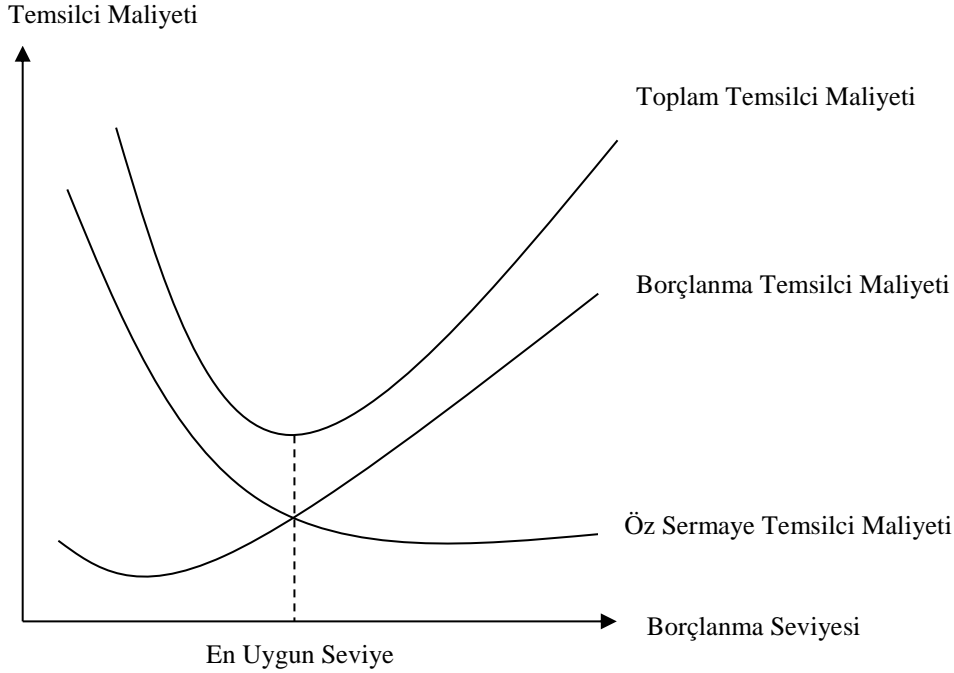 Temsilci Maliyeti
Toplam Temsilci Maliyeti
Borçlanma Temsilci Maliyeti
Öz Sermaye Temsilci Maliyeti
Borçlanma Seviyesi
En Uygun Seviye